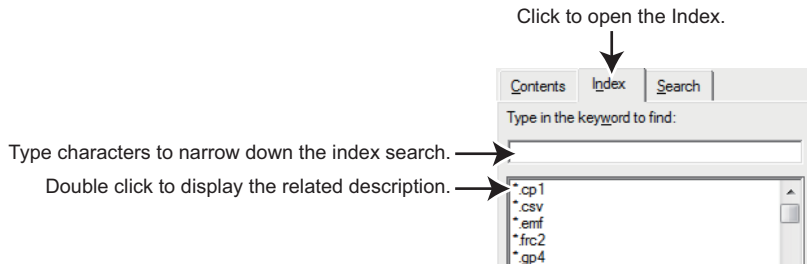 Click to open the Index.
Contents Index Search
Type in the keyword to find:
Type characters to narrow down the index search.
Double click to display the related description.
*.cp1
*.csv
*.emf
*.frc2
*.gp4